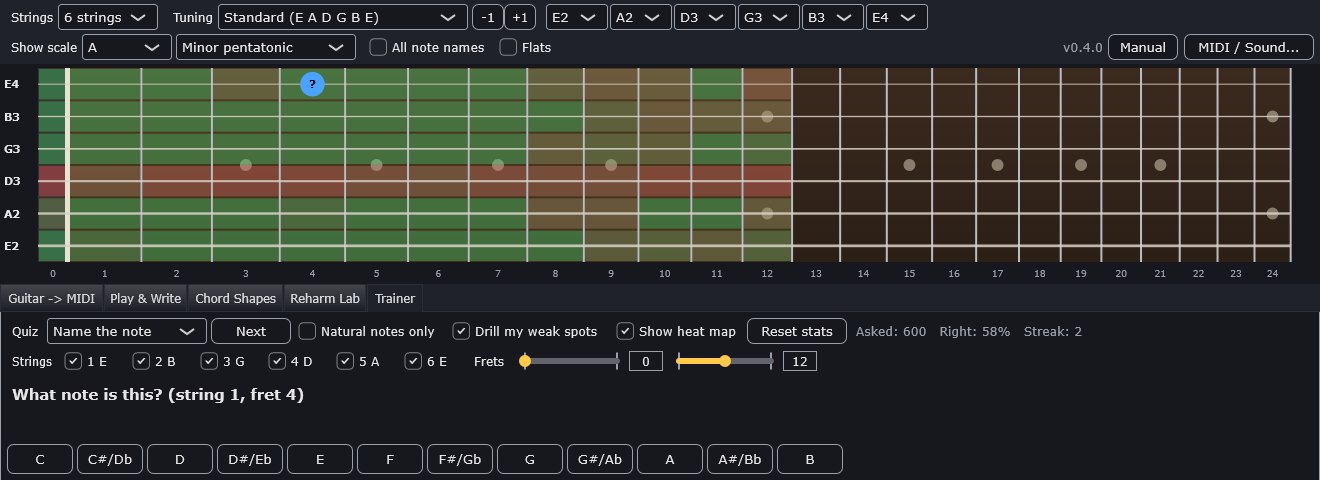 Strings 6 strings Tuning Standard (E A D G B E) -1 +1 E2 A2 D3 G3 B3 E4
Show scale A Minor pentatonic All note names Flats v0.4.0 Manual MIDI / Sound...
E4 ?
B3
G3
D3
A2
E2
0 1 2 3 4 5 6 7 8 9 10 11 12 13 14 15 16 17 18 19 20 21 22 23 24
Guitar -> MIDI Play & Write Chord Shapes Reharm Lab Trainer
Quiz Name the note Next Natural notes only Drill my weak spots Show heat map Reset stats Asked: 600 Right: 58% Streak: 2
Strings 1 E 2 B 3 G 4 D 5 A 6 E Frets 0 12
What note is this? (string 1, fret 4)
C C#/Db D D#/Eb E F F#/Gb G G#/Ab A A#/Bb B